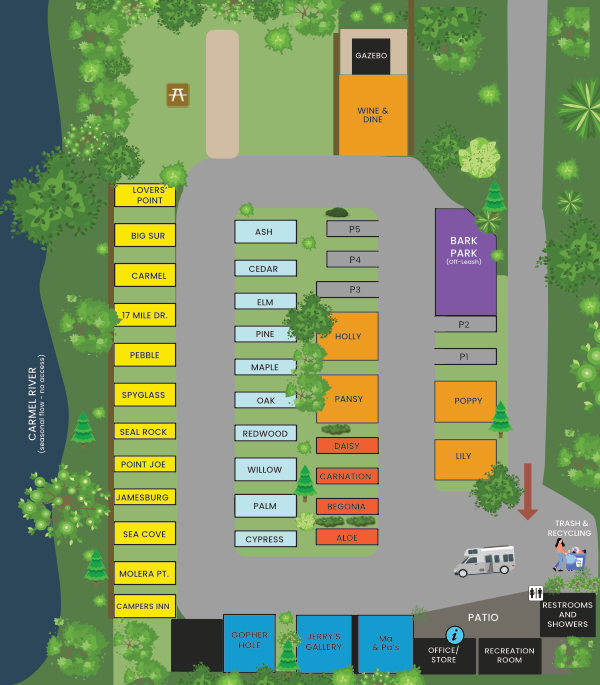 GAZEBO
WINE &
DINE
LOVERS'
POINT
BIG SUR
CARMEL
17 MILE DR.
PEBBLE
SPYGLASS
SEAL ROCK
POINT JOE
JAMESBURG
SEA COVE
MOLERA PT.
CAMPERS INN
CARMEL RIVER
(seasonal flow - no access)
ASH
CEDAR
ELM
PINE
MAPLE
OAK
REDWOOD
WILLOW
PALM
CYPRESS
P5
P4
P3
HOLLY
PANSY
DAISY
CARNATION
BEGONIA
ALOE
BARK
PARK
(Off-Leash)
P2
P1
POPPY
LILY
TRASH &
RECYCLING
RESTROOMS
AND
SHOWERS
PATIO
i
OFFICE/
STORE
RECREATION
ROOM
GOPHER
HOLE
JERRY'S
GALLERY
Ma
& Pa's